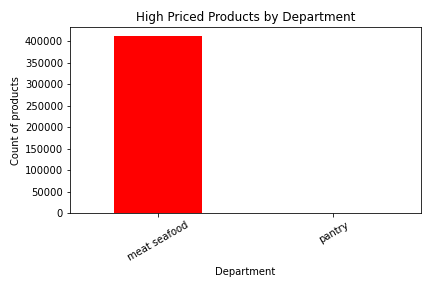 High Priced Products by Department
Count of products
400000
350000
300000
250000
200000
150000
100000
50000
0
meat seafood
pantry
Department